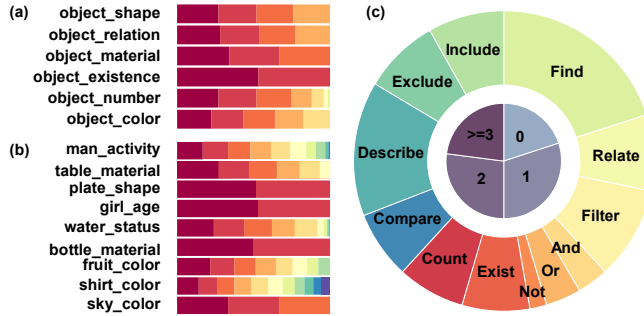 (a)
object_shape
object_relation
object_material
object_existence
object_number
object_color
(b)
man_activity
table_material
plate_shape
girl_age
water_status
bottle_material
fruit_color
shirt_color
sky_color
(c)
Include
Find
Exclude
Relate
Describe
Filter
Compare
And
Or
Count
Exist
Not
>=3
0
2
1